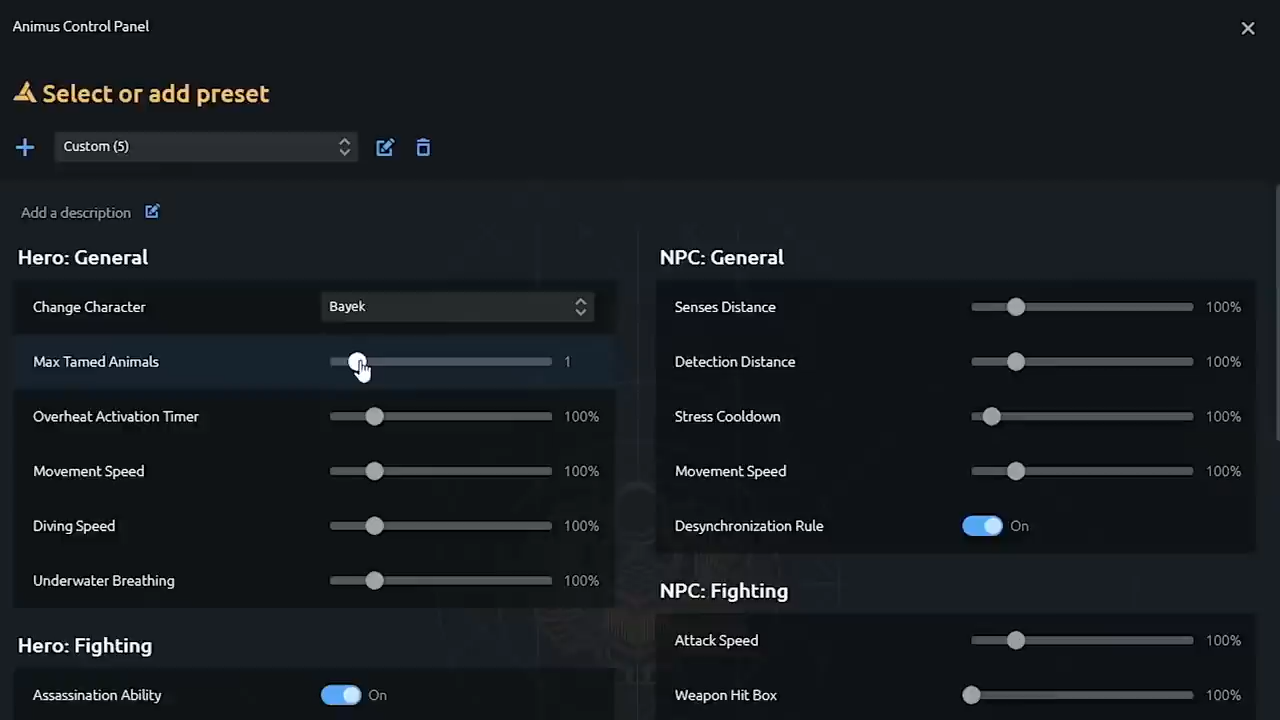 Animus Control Panel
Select or add preset
Custom (5)
Add a description
Hero: General
Change Character Bayek
Max Tamed Animals 1
Overheat Activation Timer 100%
Movement Speed 100%
Diving Speed 100%
Underwater Breathing 100%
Hero: Fighting
Assassination Ability On
NPC: General
Senses Distance 100%
Detection Distance 100%
Stress Cooldown 100%
Movement Speed 100%
Desynchronization Rule On
NPC: Fighting
Attack Speed 100%
Weapon Hit Box 100%